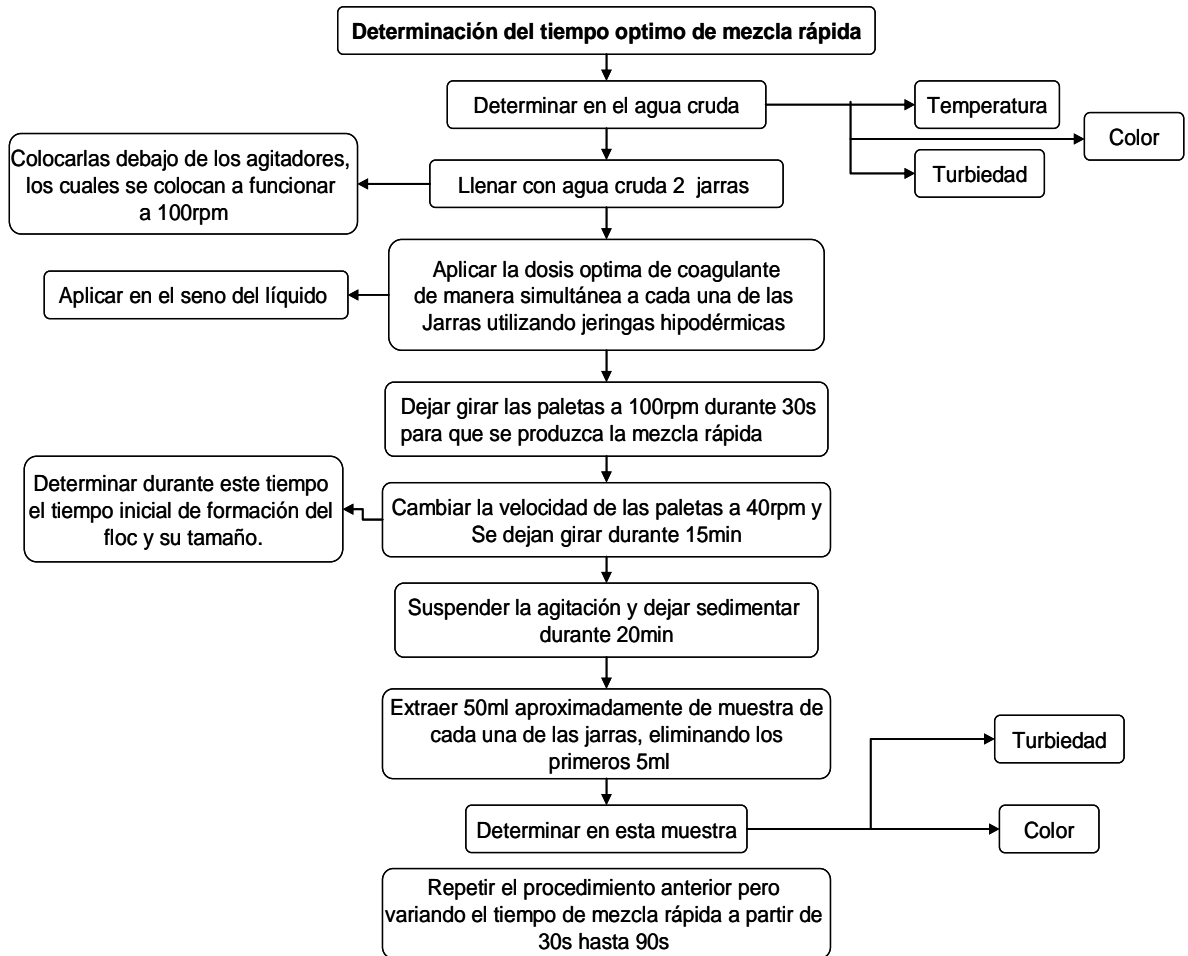 Determinación del tiempo optimo de mezcla rápida
Determinar en el agua cruda
Temperatura
Color
Turbiedad
Colocarlas debajo de los agitadores,
los cuales se colocan a funcionar
a 100rpm
Llenar con agua cruda 2 jarras
Aplicar la dosis optima de coagulante
de manera simultánea a cada una de las
Jarras utilizando jeringas hipodérmicas
Aplicar en el seno del líquido
Dejar girar las paletas a 100rpm durante 30s
para que se produzca la mezcla rápida
Determinar durante este tiempo
el tiempo inicial de formación del
floc y su tamaño.
Cambiar la velocidad de las paletas a 40rpm y
Se dejan girar durante 15min
Suspender la agitación y dejar sedimentar
durante 20min
Extraer 50ml aproximadamente de muestra de
cada una de las jarras, eliminando los
primeros 5ml
Turbiedad
Determinar en esta muestra
Color
Repetir el procedimiento anterior pero
variando el tiempo de mezcla rápida a partir de
30s hasta 90s